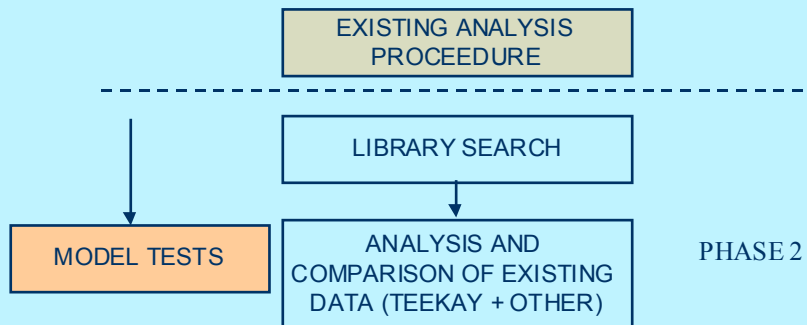 EXISTING ANALYSIS
PROCEEDURE
LIBRARY SEARCH
MODEL TESTS
ANALYSIS AND
COMPARISON OF EXISTING
DATA (TEEKAY + OTHER)
PHASE 2